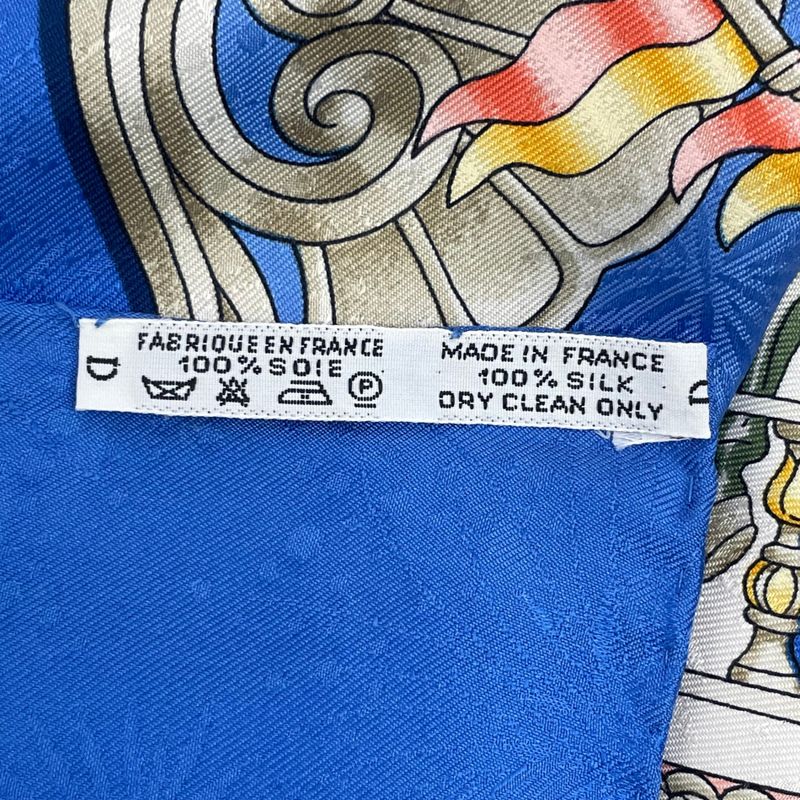 D
FABRIQUE EN FRANCE
100% SOIE
P
MADE IN FRANCE
100% SILK
DRY CLEAN ONLY